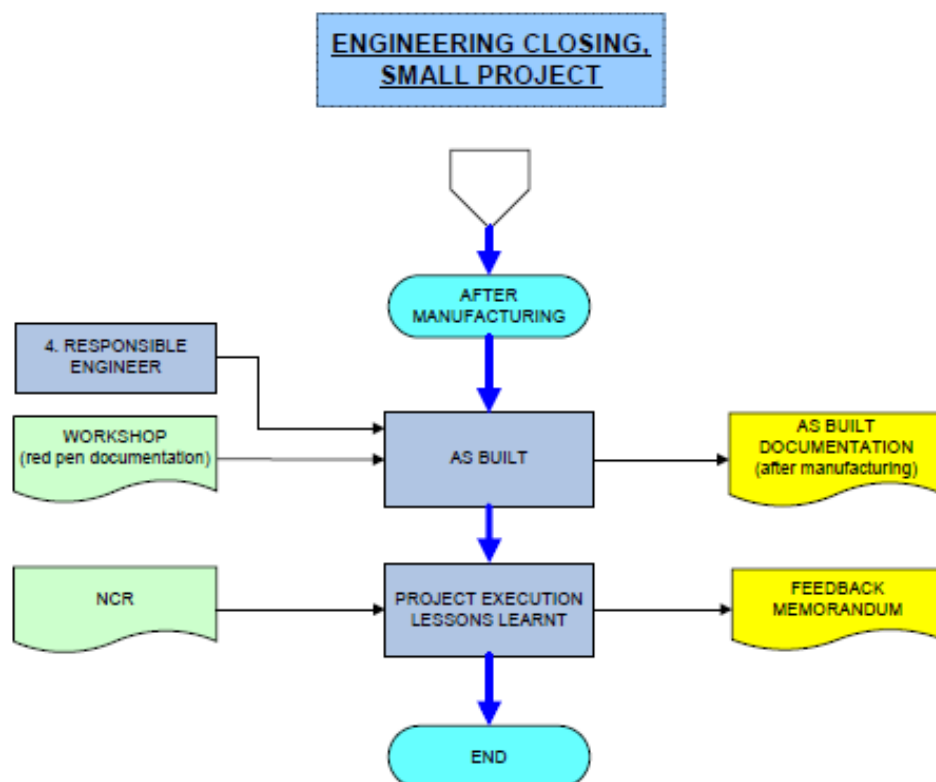 ENGINEERING CLOSING,
SMALL PROJECT
AFTER
MANUFACTURING
4. RESPONSIBLE
ENGINEER
WORKSHOP
(red pen documentation)
AS BUILT
AS BUILT
DOCUMENTATION
(after manufacturing)
NCR
PROJECT EXECUTION
LESSONS LEARNT
FEEDBACK
MEMORANDUM
END